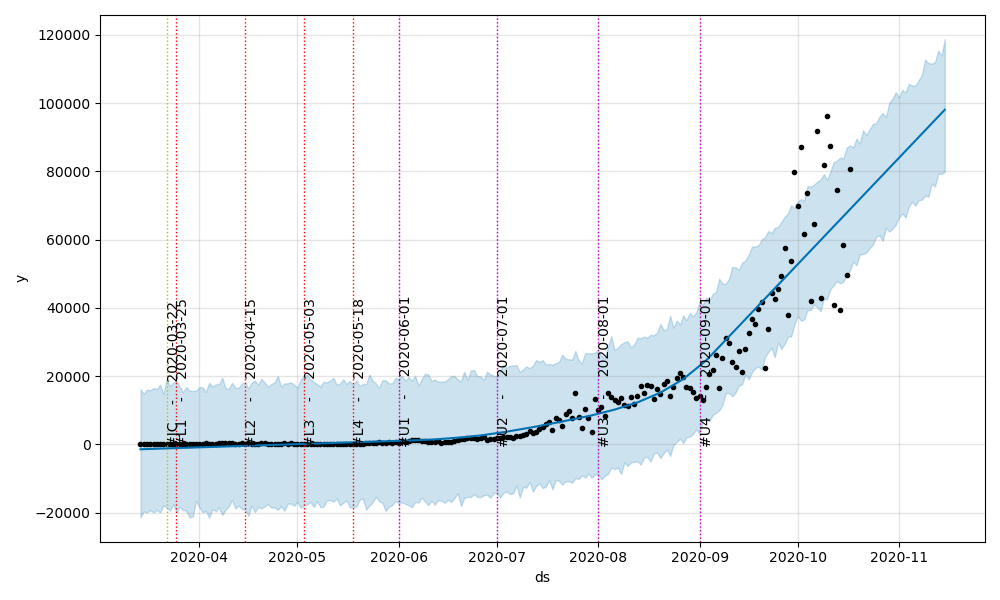 120000
100000
80000
60000
40000
20000
0
−20000
y
#JC - 2020-03-22
#L1 - 2020-03-25
#L2 - 2020-04-15
#L3 - 2020-05-03
#L4 - 2020-05-18
#U1 - 2020-06-01
#U2 - 2020-07-01
#U3 - 2020-08-01
#U4 - 2020-09-01
2020-04
2020-05
2020-06
2020-07
2020-08
2020-09
2020-10
2020-11
ds